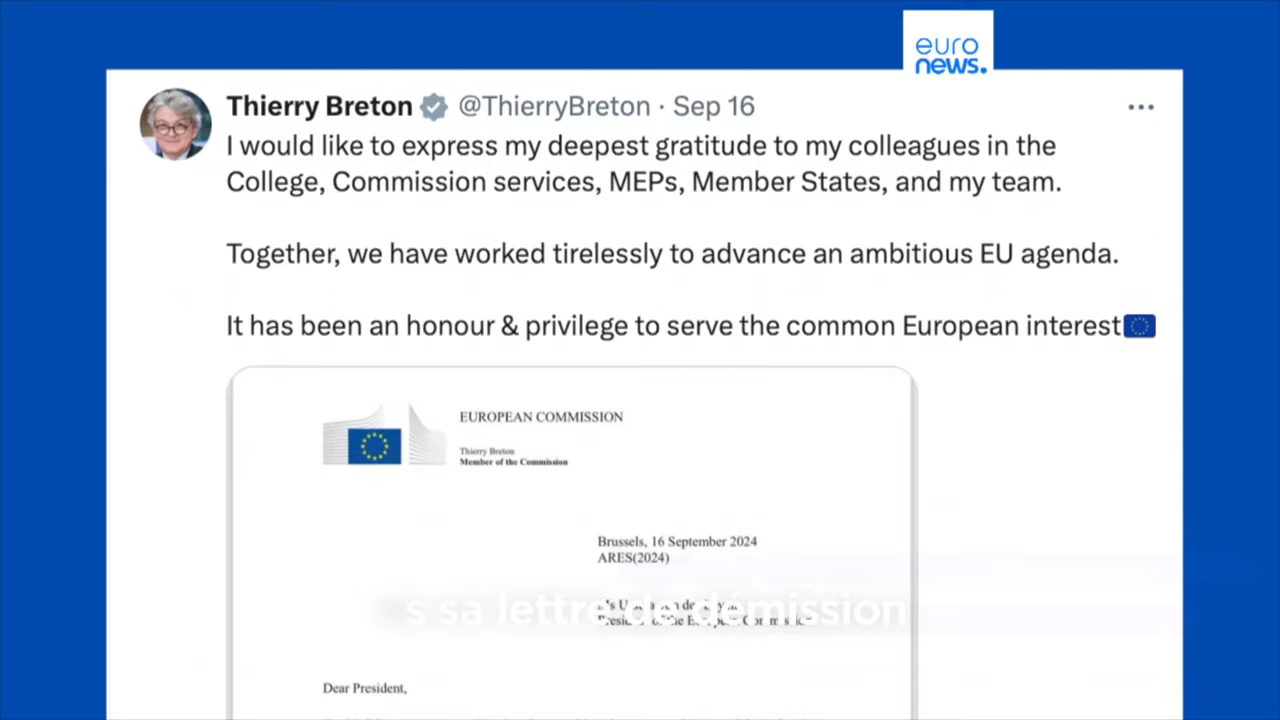 euro
news.
Thierry Breton @ThierryBreton · Sep 16
I would like to express my deepest gratitude to my colleagues in the
College, Commission services, MEPs, Member States, and my team.
Together, we have worked tirelessly to advance an ambitious EU agenda.
It has been an honour & privilege to serve the common European interest
EUROPEAN COMMISSION
Thierry Breton
Member of the Commission
Brussels, 16 September 2024
ARES(2024)
s sa lettre de démission
Dear President,